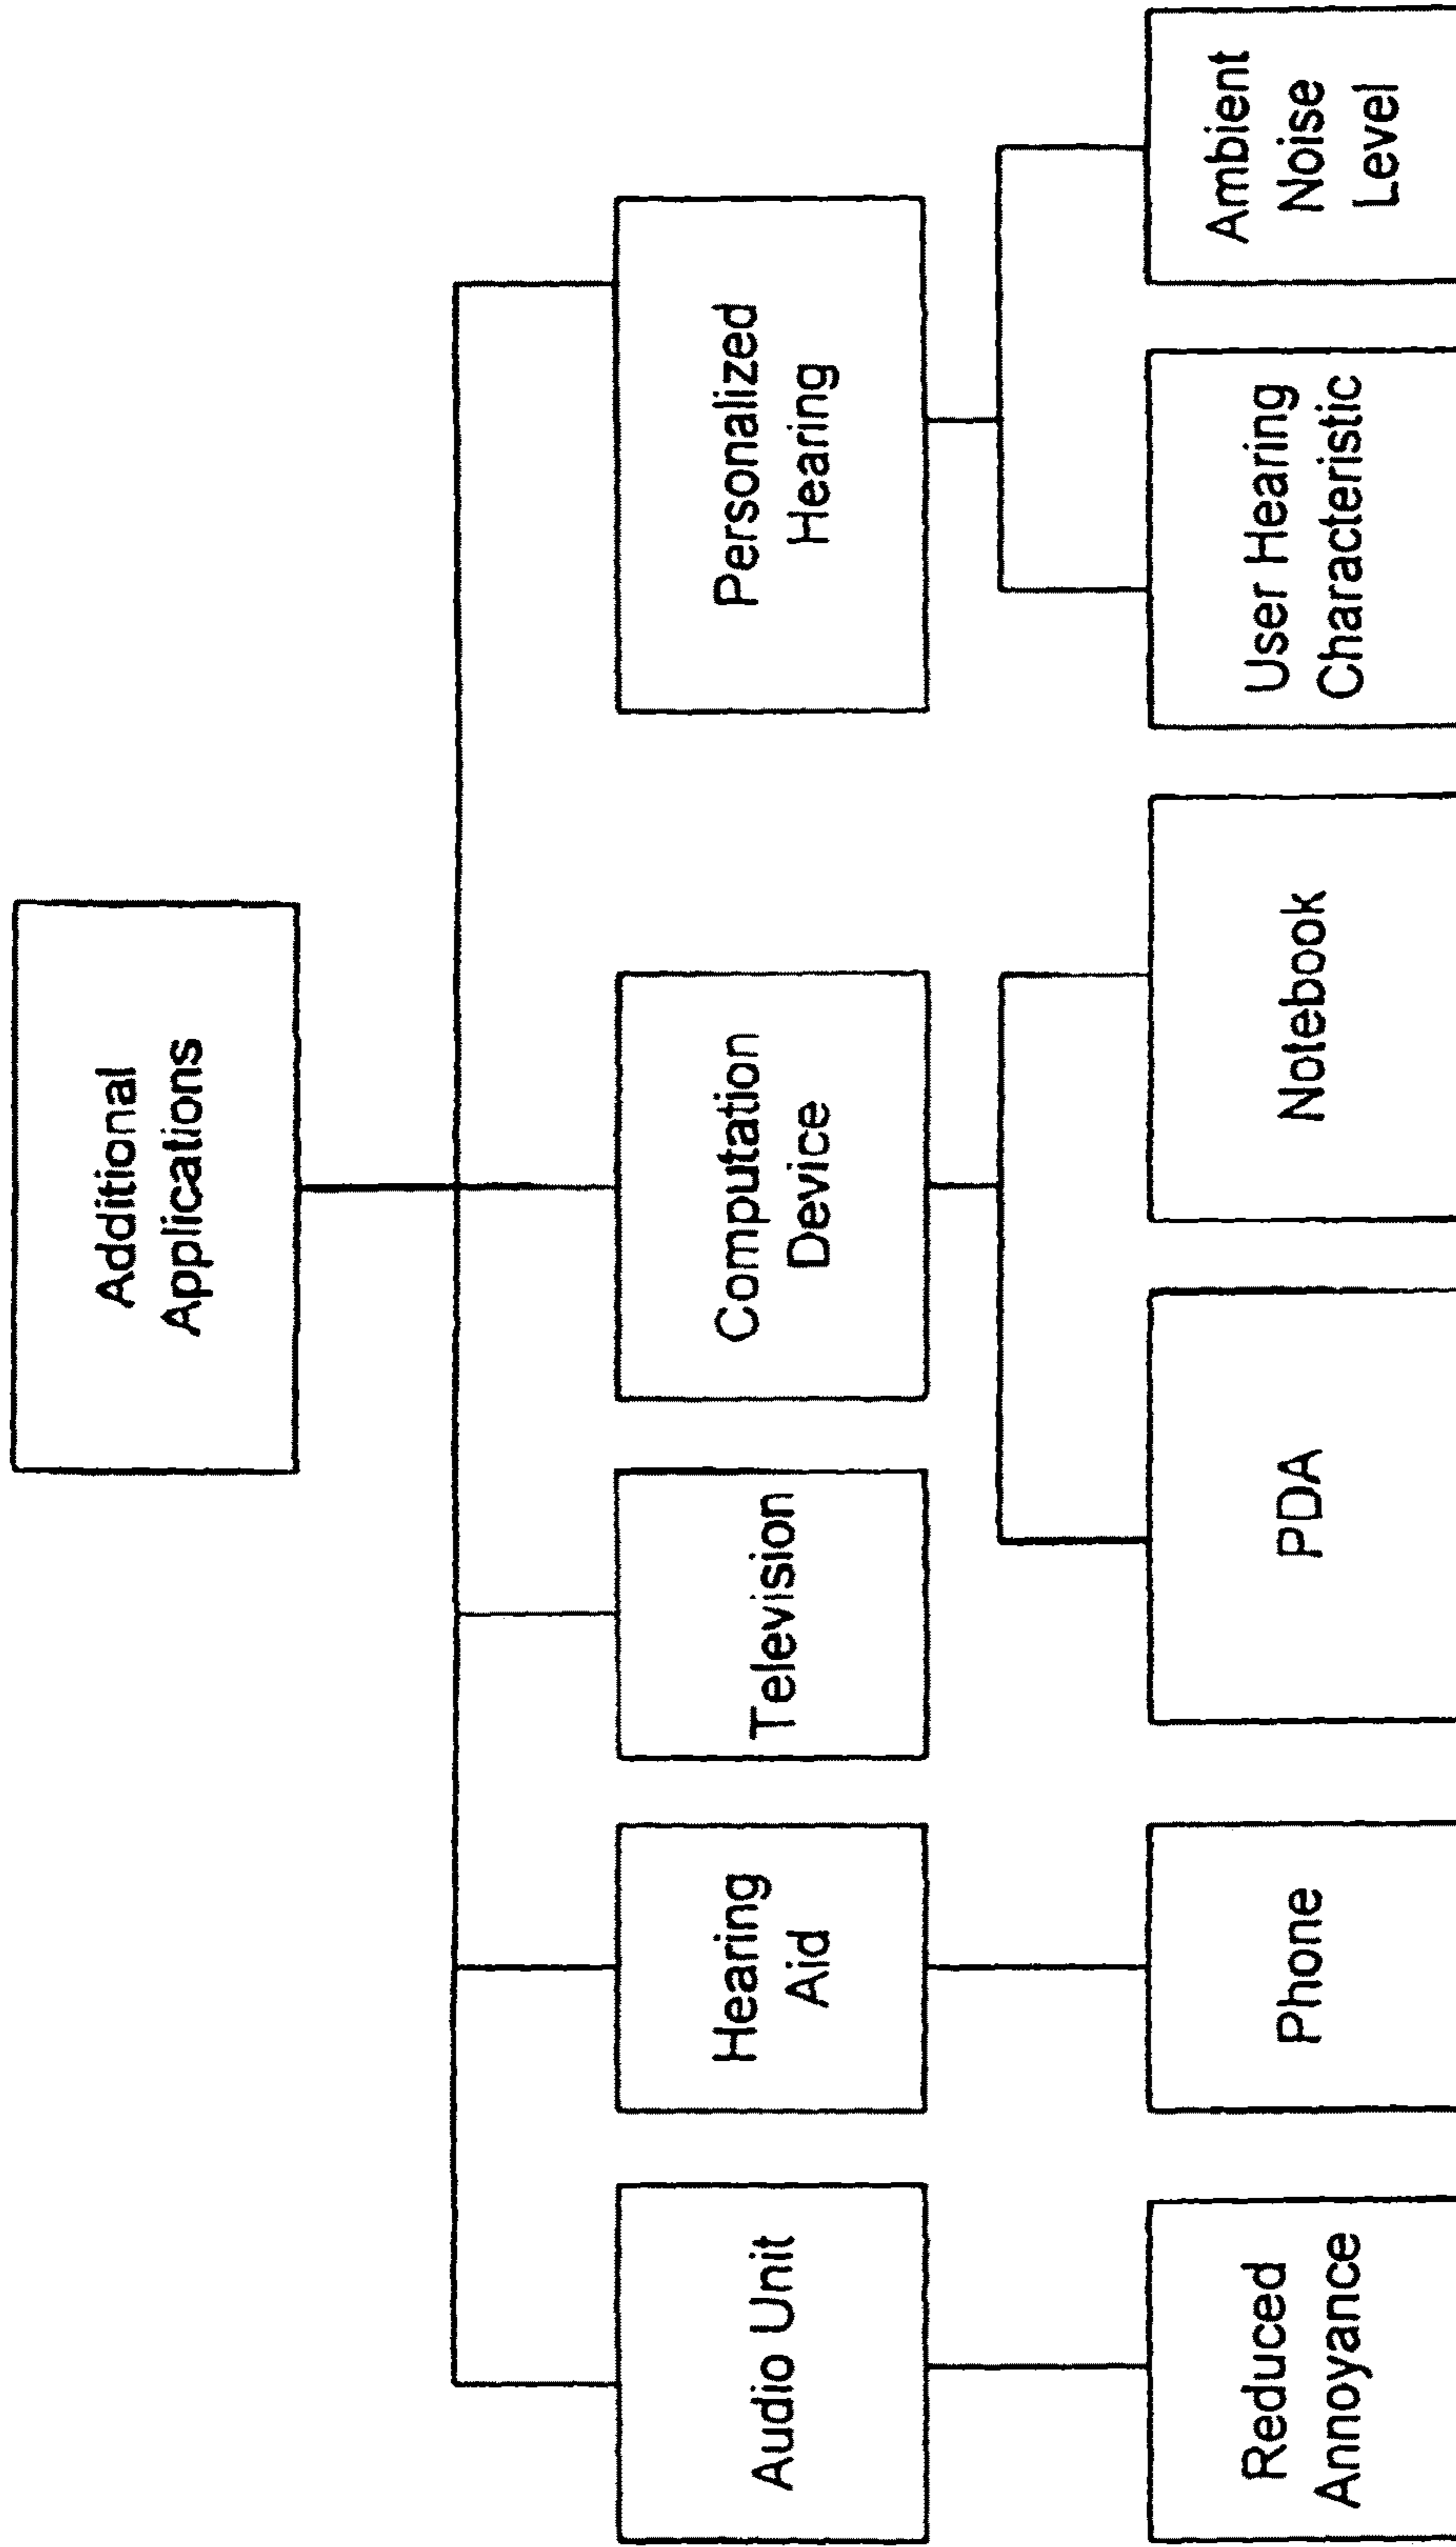 Additional
Applications
Audio Unit
Hearing
Aid
Television
Computation
Device
Personalized
Hearing
Reduced
Annoyance
Phone
PDA
Notebook
User Hearing
Characteristic
Ambient
Noise
Level